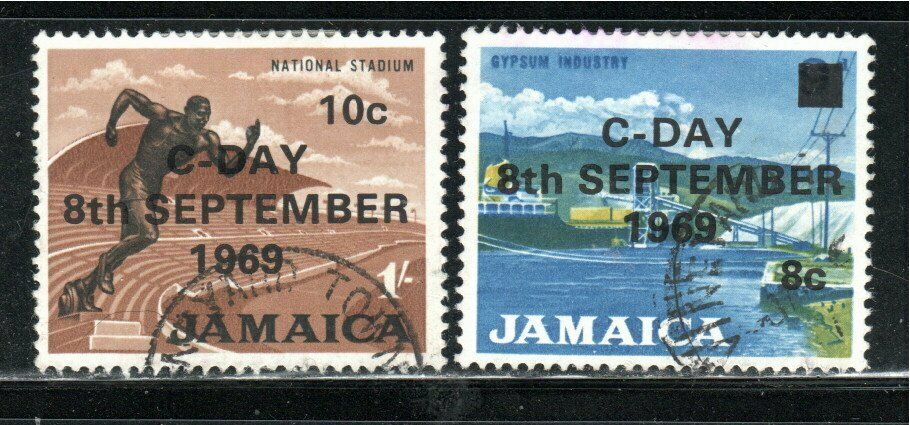 NATIONAL STADIUM
10c
C-DAY
8th SEPTEMBER
1969
1/-
JAMAICA
GYPSUM INDUSTRY
C-DAY
8th SEPTEMBER
1969
8c
JAMAICA